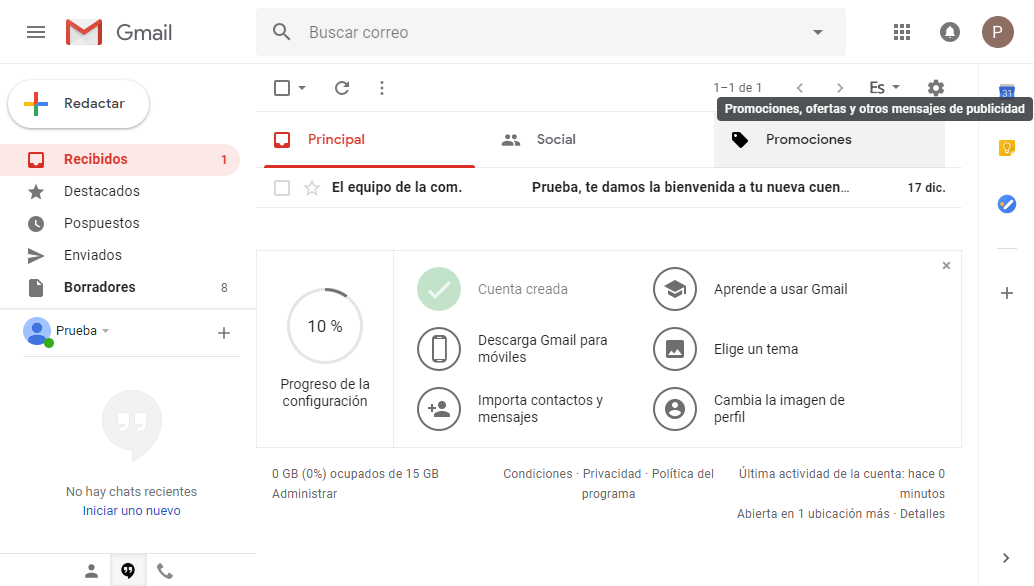 Gmail
Buscar correo
P
Redactar
1–1 de 1
Es
31
Promociones, ofertas y otros mensajes de publicidad
Principal
Social
Promociones
Recibidos 1
Destacados
Pospuestos
Enviados
Borradores 8
El equipo de la com. Prueba, te damos la bienvenida a tu nueva cuen... 17 dic.
Prueba
10 %
Progreso de la
configuración
Cuenta creada
Aprende a usar Gmail
Descarga Gmail para
móviles
Elige un tema
Importa contactos y
mensajes
Cambia la imagen de
perfil
No hay chats recientes
Iniciar uno nuevo
0 GB (0%) ocupados de 15 GB
Administrar
Condiciones · Privacidad · Política del
programa
Última actividad de la cuenta: hace 0
minutos
Abierta en 1 ubicación más · Detalles